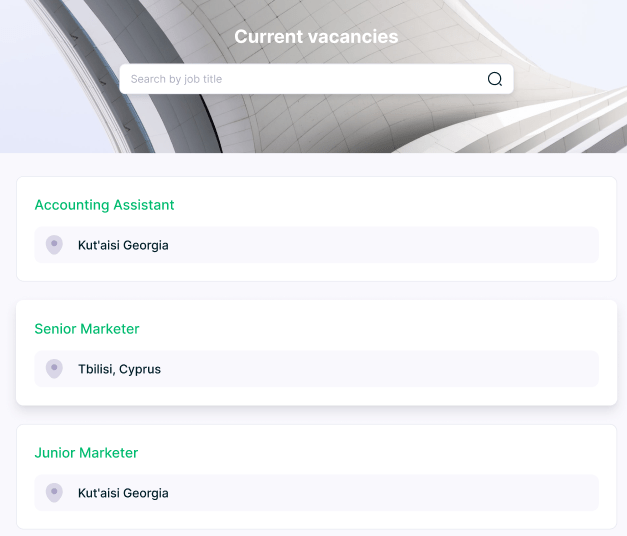 Current vacancies
Search by job title
Accounting Assistant
Kut'aisi Georgia
Senior Marketer
Tbilisi, Cyprus
Junior Marketer
Kut'aisi Georgia